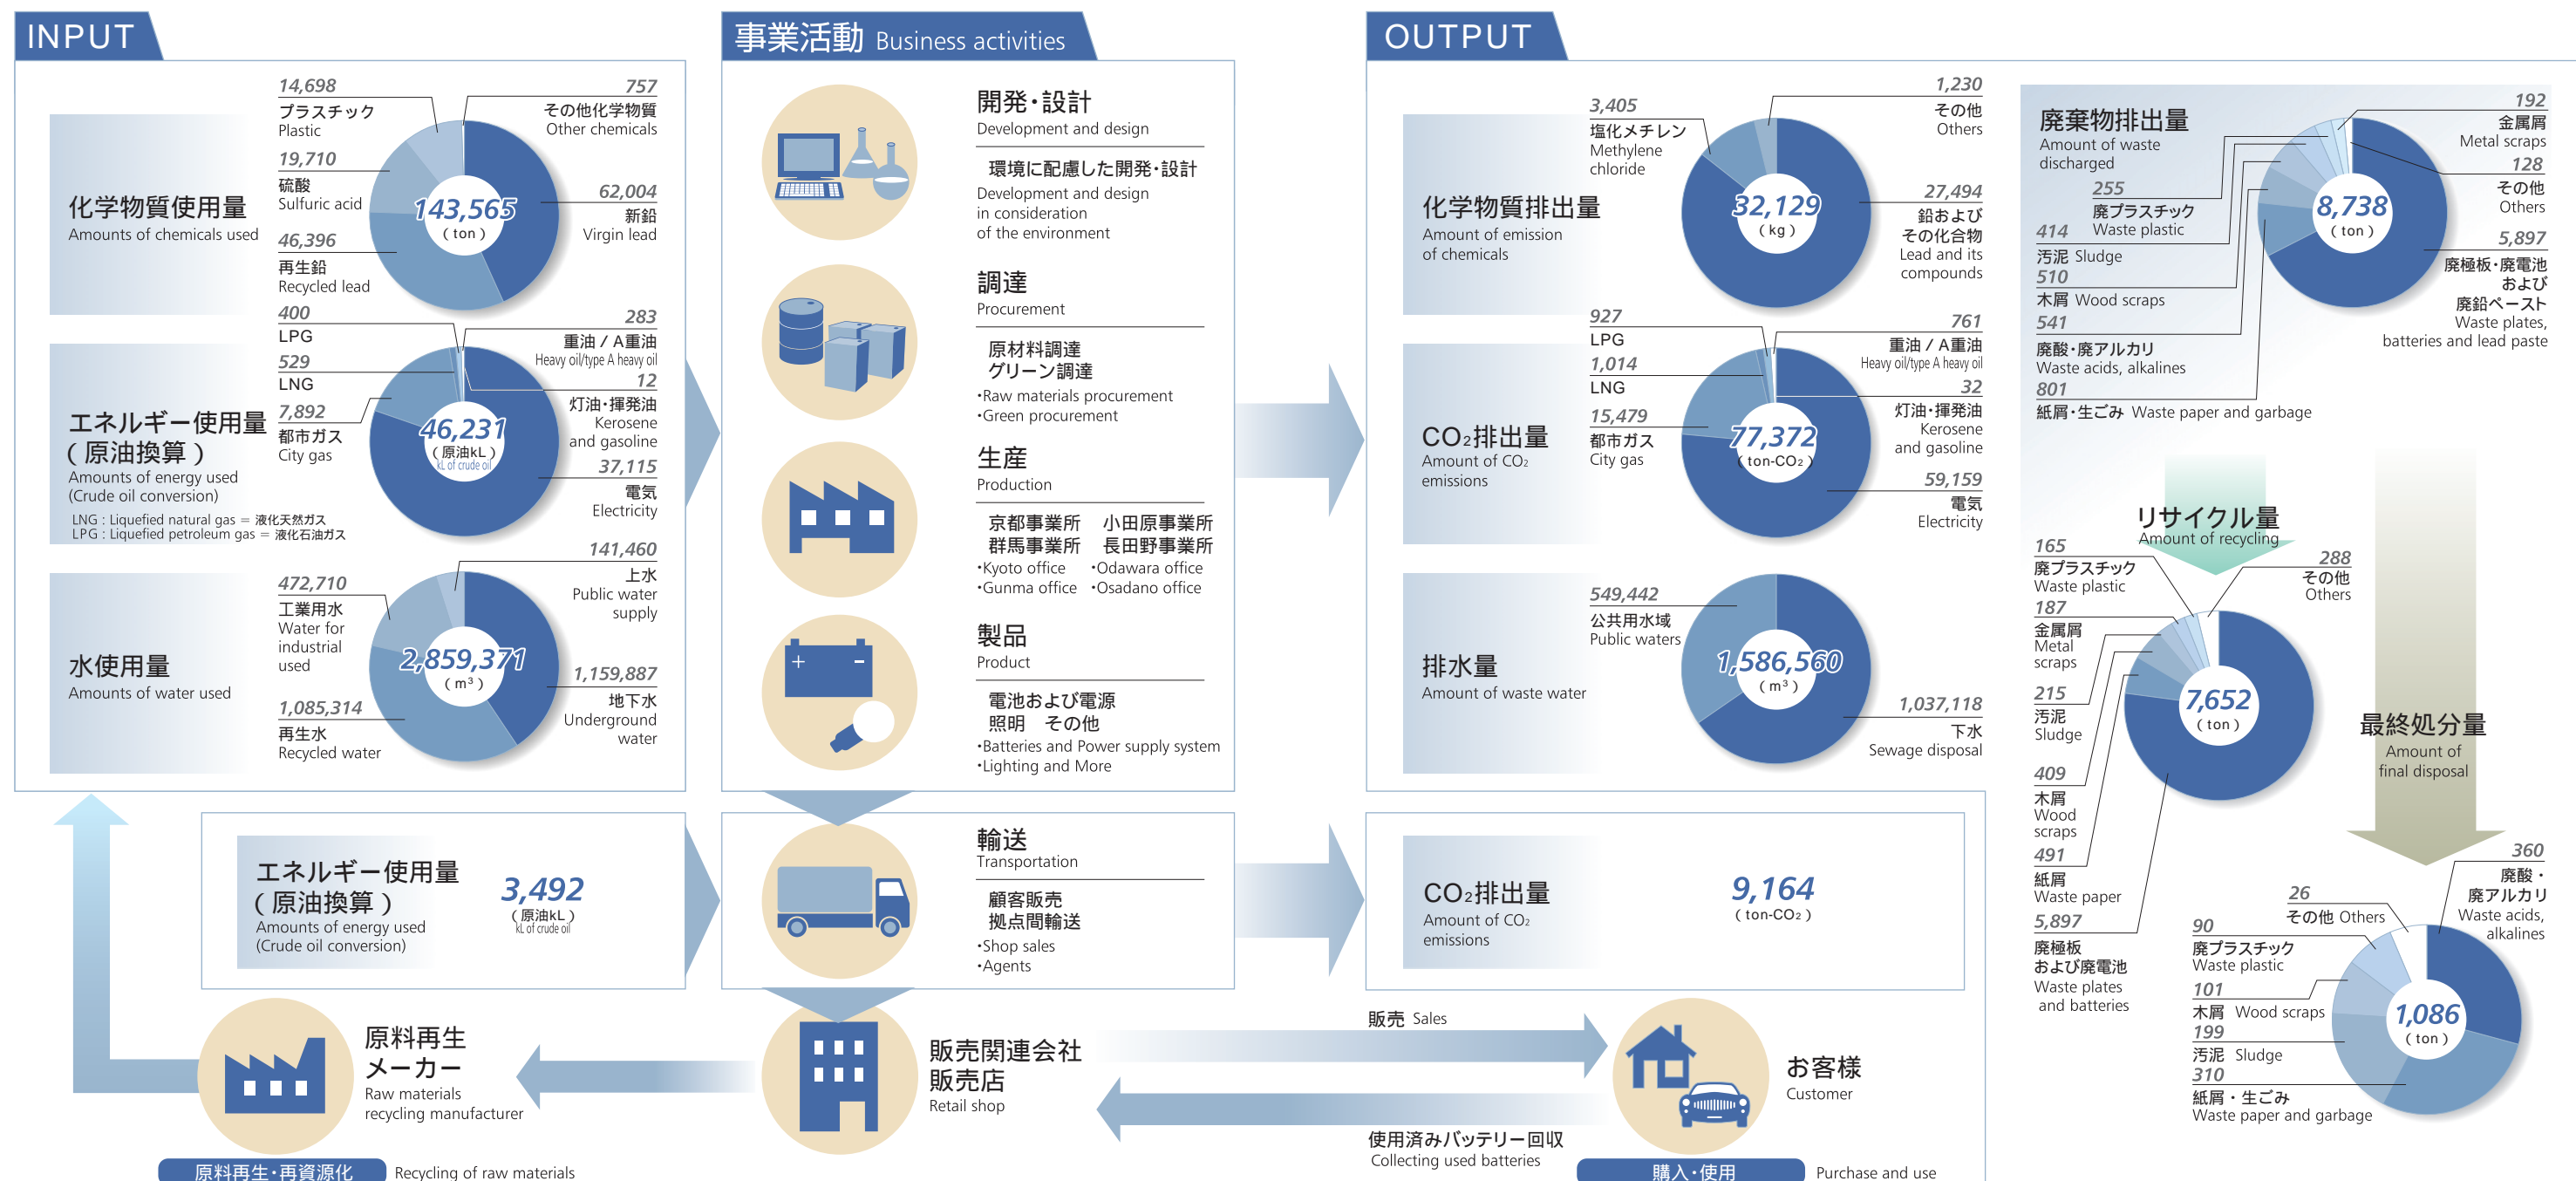 INPUT
化学物質使用量
Amounts of chemicals used
14,698
プラスチック
Plastic
19,710
硫酸
Sulfuric acid
46,396
再生鉛
Recycled lead
757
その他化学物質
Other chemicals
62,004
新鉛
Virgin lead
143,565
( ton )
エネルギー使用量
( 原油換算 )
Amounts of energy used
(Crude oil conversion)
LNG : Liquefied natural gas = 液化天然ガス
LPG : Liquefied petroleum gas = 液化石油ガス
400
LPG
529
LNG
7,892
都市ガス
City gas
283
重油 / A重油
Heavy oil/type A heavy oil
12
灯油・揮発油
Kerosene
and gasoline
37,115
電気
Electricity
46,231
( 原油kL )
kL of crude oil
水使用量
Amounts of water used
472,710
工業用水
Water for
industrial
used
1,085,314
再生水
Recycled water
141,460
上水
Public water
supply
1,159,887
地下水
Underground
water
2,859,371
( m³ )
事業活動 Business activities
開発・設計
Development and design
環境に配慮した開発・設計
Development and design
in consideration
of the environment
調達
Procurement
原材料調達
グリーン調達
・Raw materials procurement
・Green procurement
生産
Production
京都事業所 小田原事業所
群馬事業所 長田野事業所
・Kyoto office ・Odawara office
・Gunma office ・Osadano office
製品
Product
電池および電源
照明 その他
・Batteries and Power supply system
・Lighting and More
OUTPUT
化学物質排出量
Amount of emission
of chemicals
3,405
塩化メチレン
Methylene
chloride
1,230
その他
Others
27,494
鉛および
その化合物
Lead and its
compounds
32,129
( kg )
CO₂排出量
Amount of CO₂
emissions
927
LPG
1,014
LNG
15,479
都市ガス
City gas
761
重油 / A重油
Heavy oil/type A heavy oil
32
灯油・揮発油
Kerosene
and gasoline
59,159
電気
Electricity
77,372
( ton-CO₂ )
排水量
Amount of waste water
549,442
公共用水域
Public waters
1,037,118
下水
Sewage disposal
1,586,560
( m³ )
廃棄物排出量
Amount of waste
discharged
255
廃プラスチック
Waste plastic
414
汚泥 Sludge
510
木屑 Wood scraps
541
廃酸・廃アルカリ
Waste acids, alkalines
801
紙屑・生ごみ Waste paper and garbage
192
金属屑
Metal scraps
128
その他
Others
5,897
廃極板・廃電池
および
廃鉛ペースト
Waste plates,
batteries and lead paste
8,738
( ton )
リサイクル量
Amount of recycling
165
廃プラスチック
Waste plastic
187
金属屑
Metal
scraps
215
汚泥
Sludge
409
木屑
Wood
scraps
491
紙屑
Waste paper
5,897
廃極板
および廃電池
Waste plates
and batteries
288
その他
Others
7,652
( ton )
最終処分量
Amount of
final disposal
360
廃酸・
廃アルカリ
Waste acids,
alkalines
26
その他 Others
90
廃プラスチック
Waste plastic
101
木屑 Wood scraps
199
汚泥 Sludge
310
紙屑・生ごみ
Waste paper and garbage
1,086
( ton )
エネルギー使用量
( 原油換算 )
Amounts of energy used
(Crude oil conversion)
3,492
( 原油kL )
kL of crude oil
輸送
Transportation
顧客販売
拠点間輸送
・Shop sales
・Agents
CO₂排出量
Amount of CO₂
emissions
9,164
( ton-CO₂ )
原料再生
メーカー
Raw materials
recycling manufacturer
原料再生・再資源化 Recycling of raw materials
販売関連会社
販売店
Retail shop
販売 Sales
使用済みバッテリー回収
Collecting used batteries
お客様
Customer
購入・使用 Purchase and use